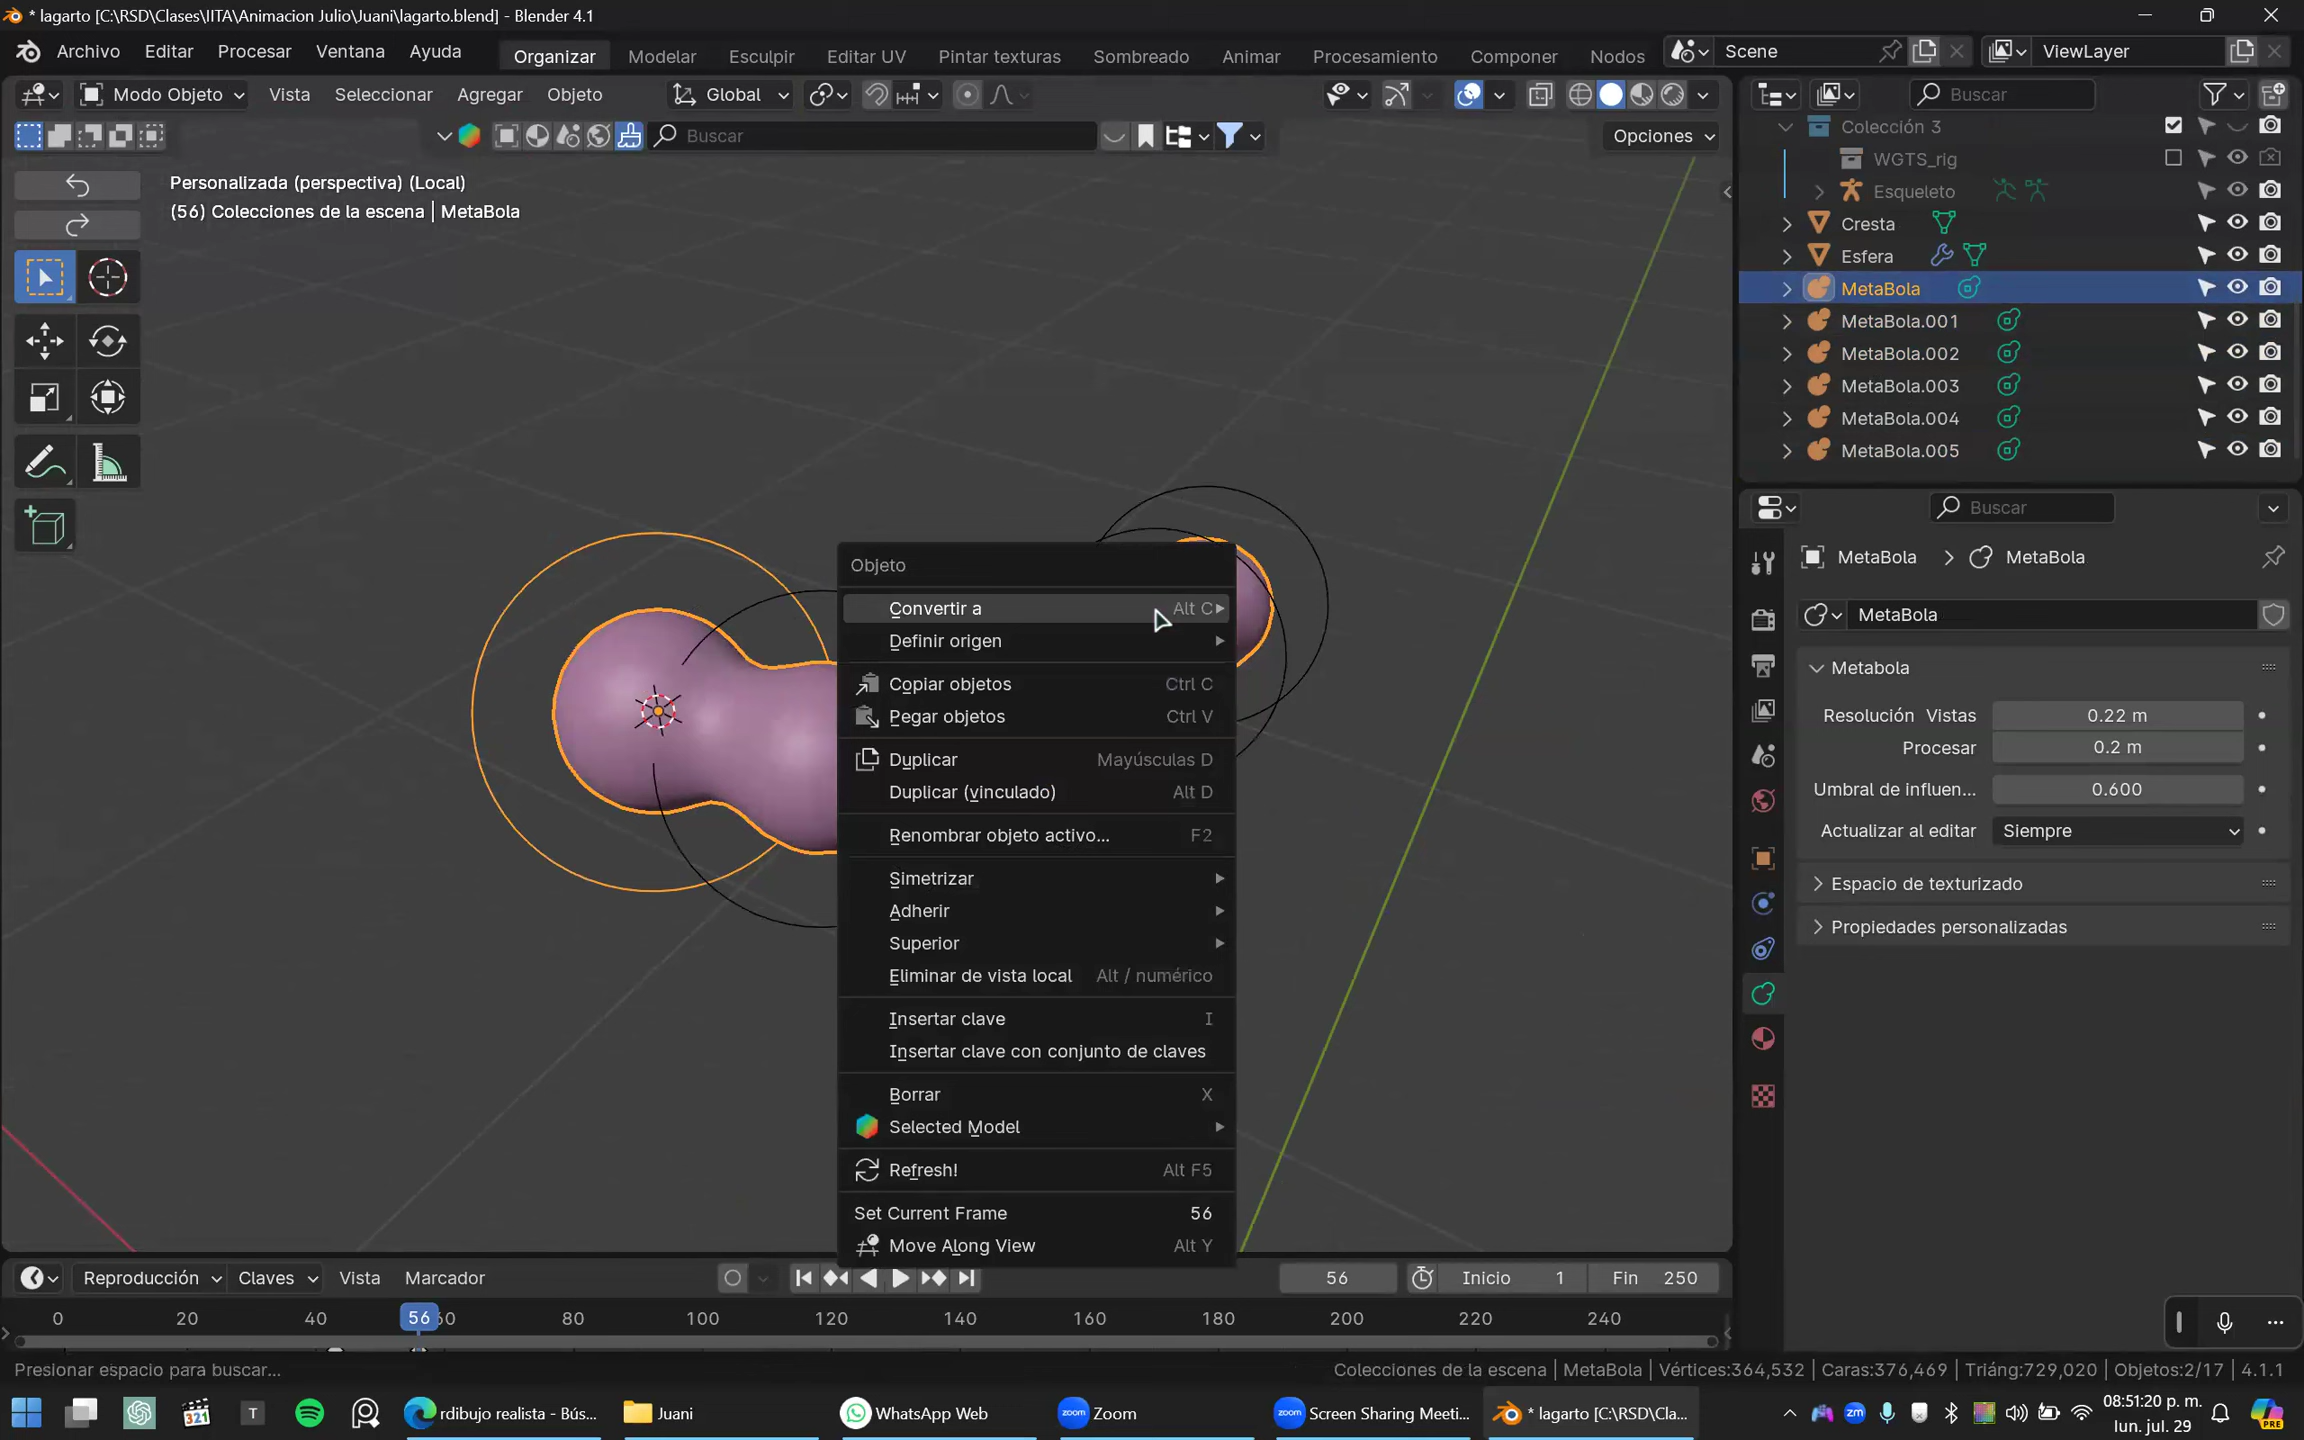 * lagarto [C:\RSD\Clases\IITA\Animacion Julio\Juani\lagarto.blend] - Blender 4.1
Archivo Editar Procesar Ventana Ayuda Organizar Modelar Esculpir Editar UV Pintar texturas Sombreado Animar Procesamiento Componer Nodos Scene ViewLayer
Modo Objeto Vista Seleccionar Agregar Objeto Global Buscar
Buscar Opciones
Personalizada (perspectiva) (Local)
(56) Colecciones de la escena | MetaBola
Colección 3
WGTS_rig
Esqueleto
Cresta
Esfera
MetaBola
MetaBola.001
MetaBola.002
MetaBola.003
MetaBola.004
MetaBola.005
Buscar
MetaBola > MetaBola
MetaBola
Metabola
Resolución Vistas 0.22 m
Procesar 0.2 m
Umbral de influen... 0.600
Actualizar al editar Siempre
Espacio de texturizado
Propiedades personalizadas
Objeto
Convertir a Alt C
Definir origen
Copiar objetos Ctrl C
Pegar objetos Ctrl V
Duplicar Mayúsculas D
Duplicar (vinculado) Alt D
Renombrar objeto activo... F2
Simetrizar
Adherir
Superior
Eliminar de vista local Alt / numérico
Insertar clave I
Insertar clave con conjunto de claves
Borrar X
Selected Model
Refresh! Alt F5
Set Current Frame 56
Move Along View Alt Y
Reproducción Claves Vista Marcador 56 Inicio 1 Fin 250
0 20 40 56 60 80 100 120 140 160 180 200 220 240
Presionar espacio para buscar... Colecciones de la escena | MetaBola | Vértices:364,532 | Caras:376,469 | Triáng:729,020 | Objetos:2/17 | 4.1.1
rdibujo realista - Bús... Juani WhatsApp Web zoom Zoom zoom Screen Sharing Meeti... * lagarto [C:\RSD\Cla... zm 08:51:20 p. m.
lun. jul. 29
321
T
PRE